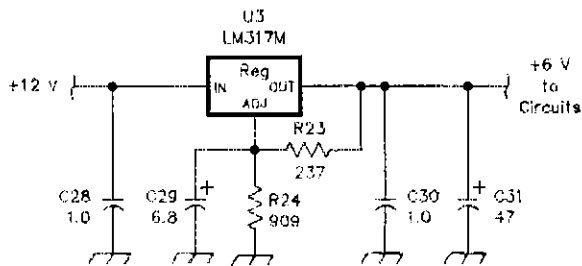 U3
LM317M
+12 V
Reg
IN
OUT
ADJ
+6 V
to
Circuits
R23
237
C28
1.0
C29
+
6.8
R24
909
C30
1.0
+
C31
47